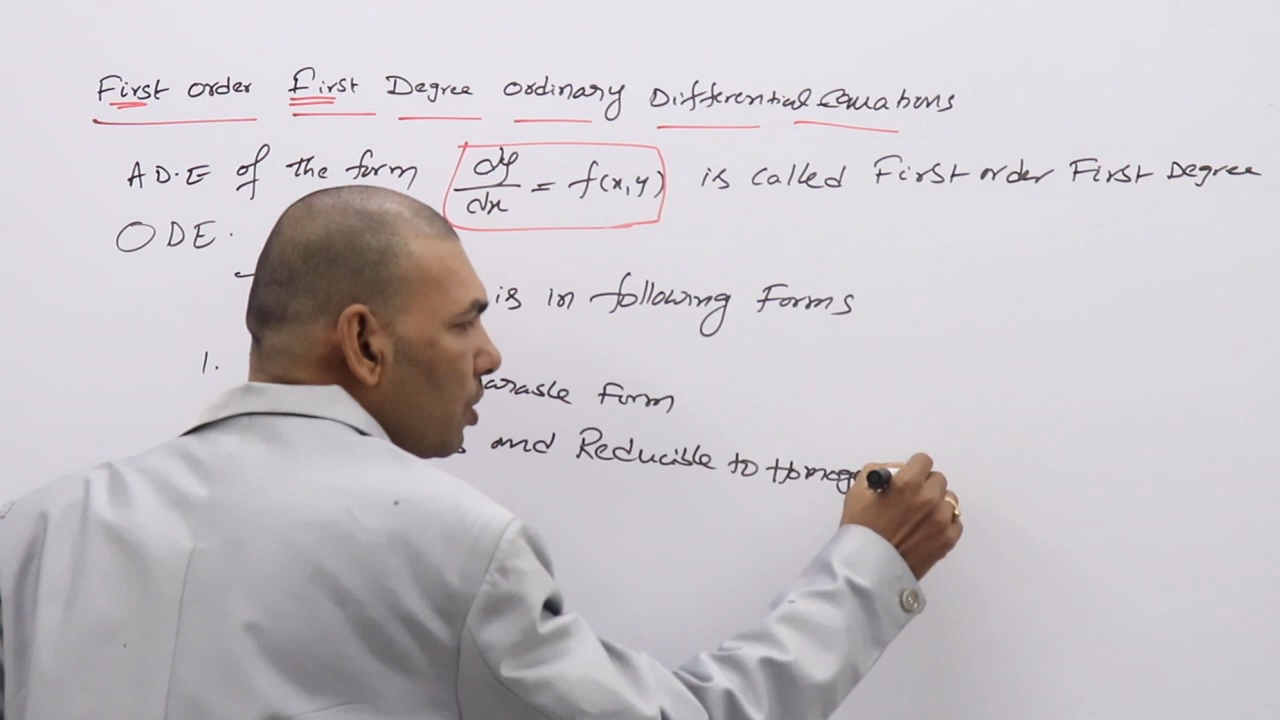 First order First Degree ordinary Differential Equations
A D.E of the form dy/dx = f(x,y) is called First order First Degree
ODE.
is in following Forms
1.
Form
and Reducible to